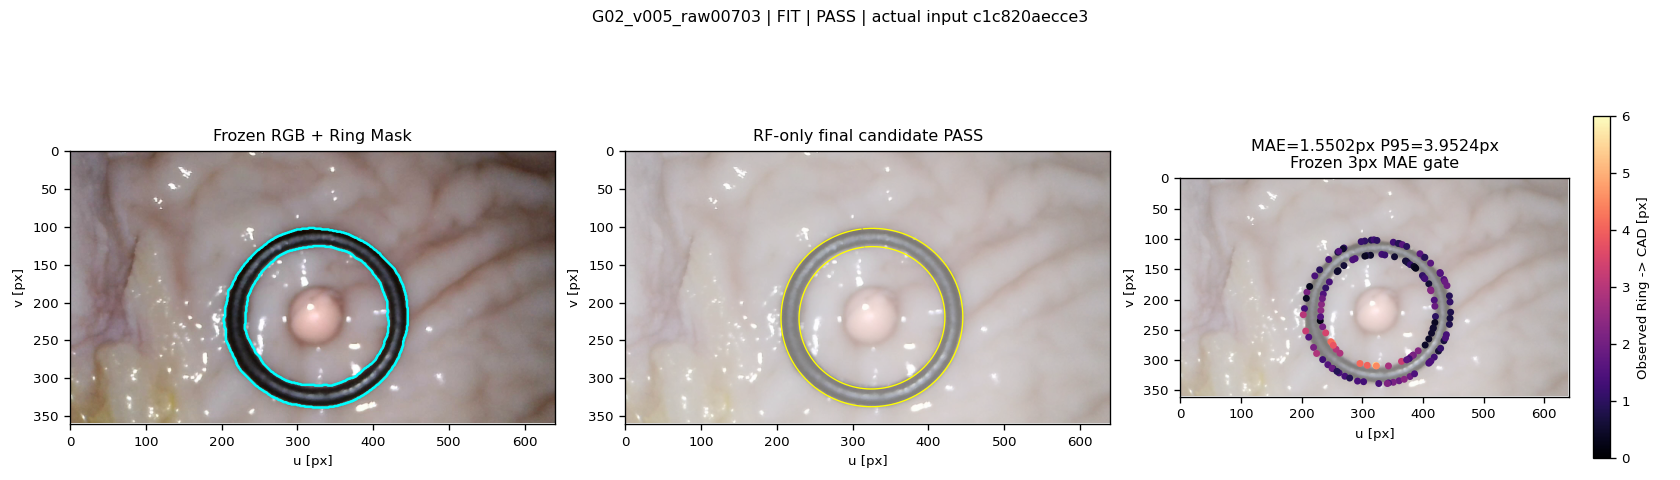 G02_v005_raw00703 | FIT | PASS | actual input c1c820aecce3
Frozen RGB + Ring Mask
0
50
100
150
200
250
300
350
v [px]
0 100 200 300 400 500 600
u [px]
RF-only final candidate PASS
0
50
100
150
200
250
300
350
v [px]
0 100 200 300 400 500 600
u [px]
MAE=1.5502px P95=3.9524px
Frozen 3px MAE gate
0
50
100
150
200
250
300
350
v [px]
0 100 200 300 400 500 600
u [px]
6
5
4
3
2
1
0
Observed Ring -> CAD [px]